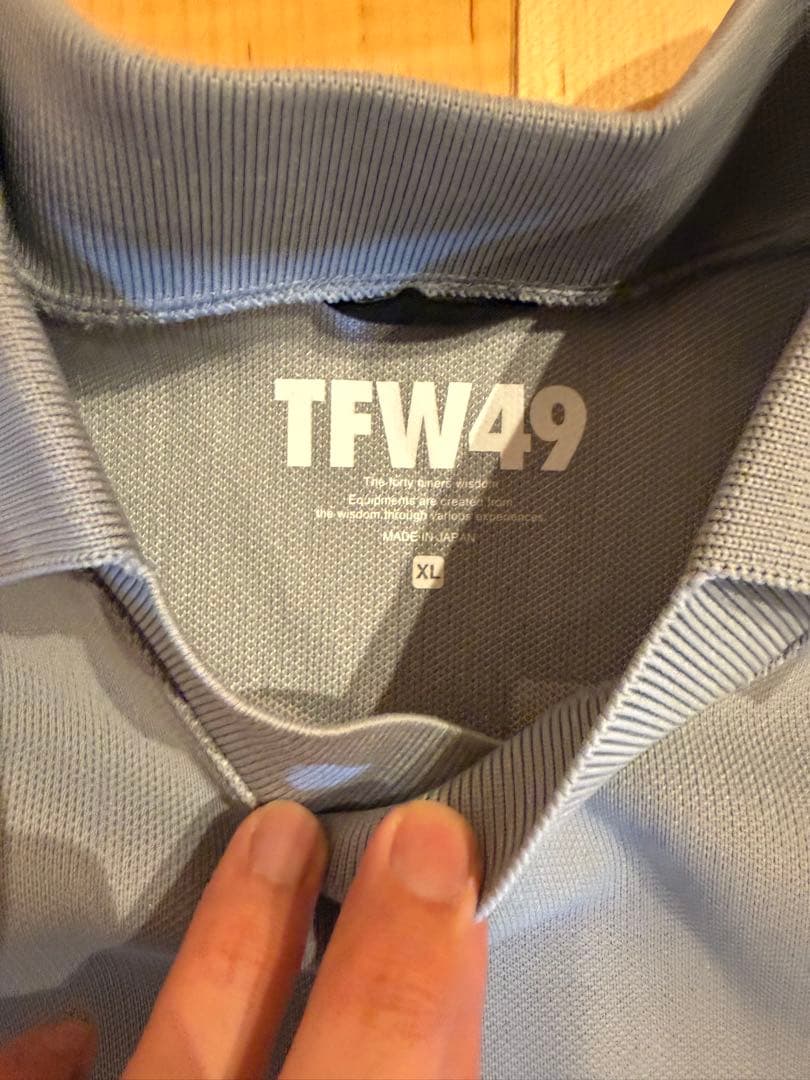 TFW49
The forty niners wisdom
Equipments are created from
the wisdom through various experiences.
MADE IN JAPAN
XL